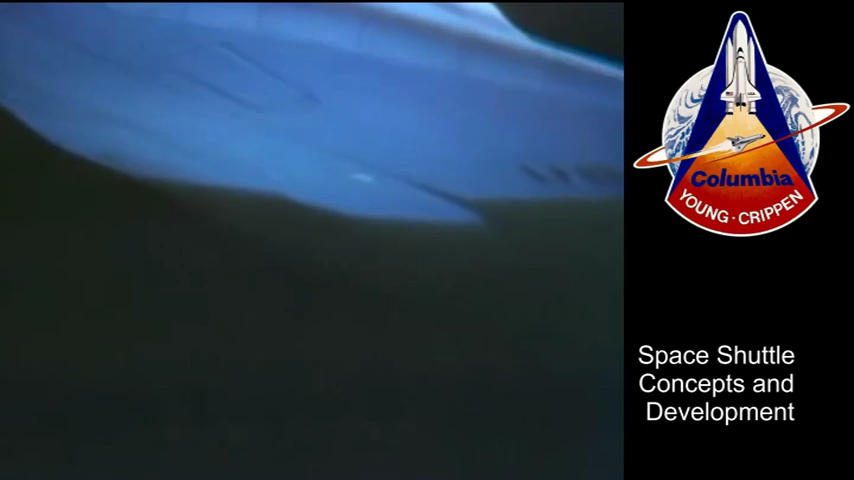 Columbia
YOUNG · CRIPPEN
Space Shuttle
Concepts and
Development